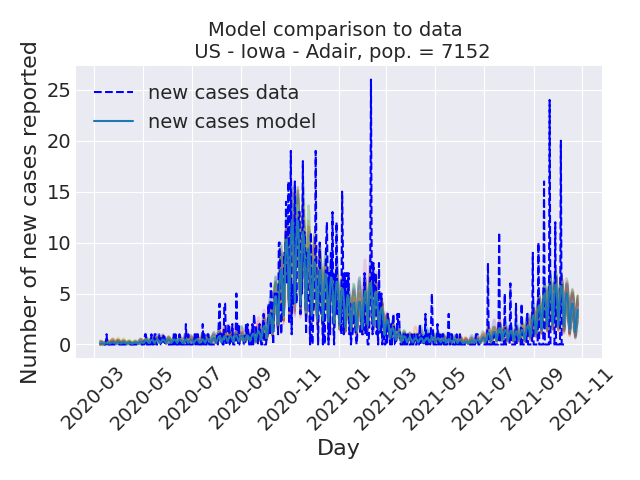 Model comparison to data
US - Iowa - Adair, pop. = 7152
Number of new cases reported
25
20
15
10
5
0
new cases data
new cases model
2020-03
2020-05
2020-07
2020-09
2020-11
2021-01
2021-03
2021-05
2021-07
2021-09
2021-11
Day